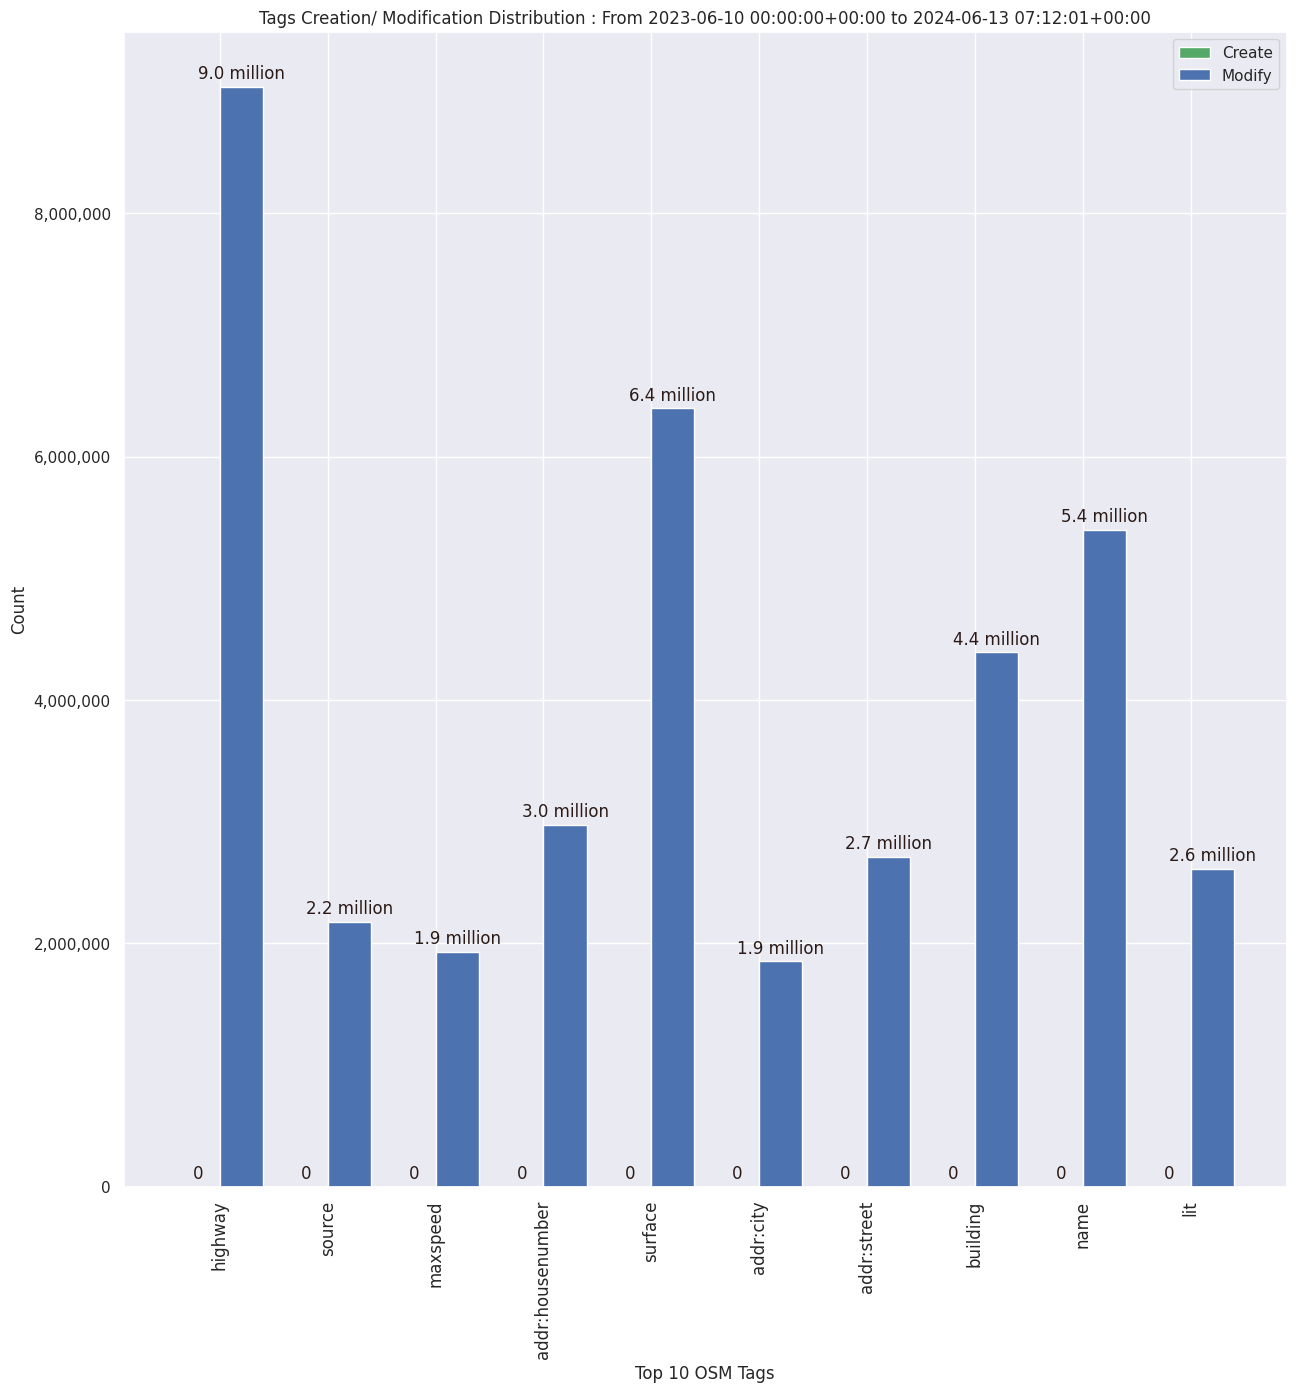 Tags Creation/ Modification Distribution : From 2023-06-10 00:00:00+00:00 to 2024-06-13 07:12:01+00:00
Create
Modify
9.0 million
2.2 million
1.9 million
3.0 million
6.4 million
1.9 million
2.7 million
4.4 million
5.4 million
2.6 million
0
0
0
0
0
0
0
0
0
0
8,000,000
6,000,000
4,000,000
2,000,000
0
Count
highway
source
maxspeed
addr:housenumber
surface
addr:city
addr:street
building
name
lit
Top 10 OSM Tags